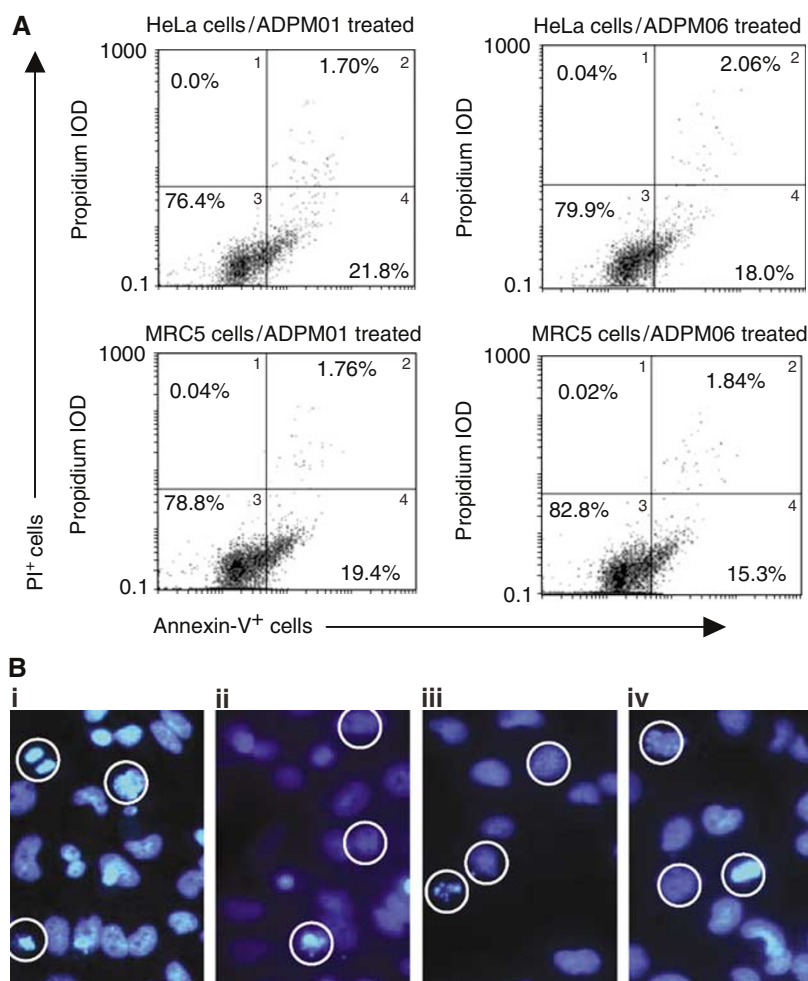 A
HeLa cells/ADPM01 treated
1000
1
1.70%
2
0.0%
Propidium IOD
76.4%
3
4
21.8%
0.1
HeLa cells/ADPM06 treated
1000
1
2.06%
2
0.04%
Propidium IOD
79.9%
3
4
18.0%
0.1
MRC5 cells/ADPM01 treated
1000
1
1.76%
2
0.04%
Propidium IOD
78.8%
3
4
19.4%
0.1
MRC5 cells/ADPM06 treated
1000
1
1.84%
2
0.02%
Propidium IOD
82.8%
3
4
15.3%
0.1
PI+ cells
Annexin-V+ cells
B
i
ii
iii
iv